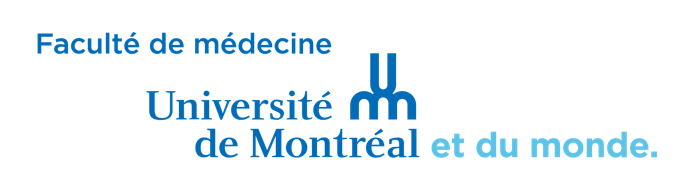 Faculté de médecine
Université
de Montréal et du monde.